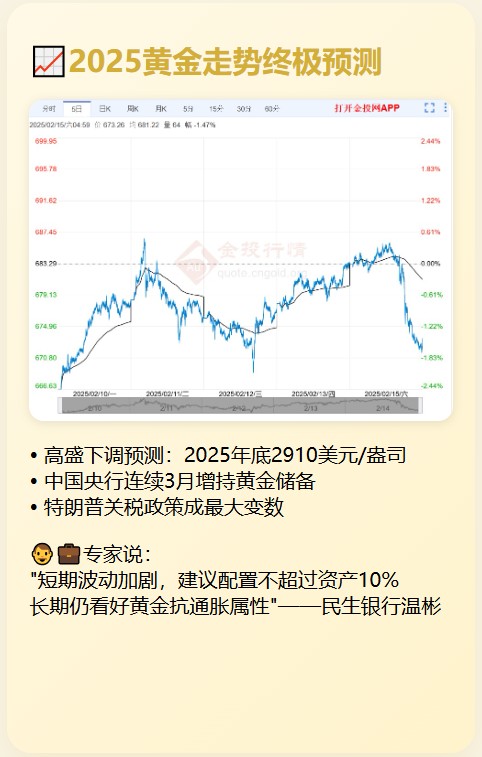 2025黄金走势终极预测
分时 5日 日K 周K 月K 5分 15分 30分 60分 打开金投网APP
2025/02/15/六04:59 价 673.26 均 681.22 量 64 幅 -1.47%
699.95 2.44%
695.78 1.83%
691.62 1.22%
687.45 0.61%
金投行情
quote.cngold.org
683.29 0.00%
679.13 -0.61%
674.96 -1.22%
670.80 -1.83%
666.63 -2.44%
2025/02/10/一 2025/02/11/二 2025/02/12/三 2025/02/13/四 2025/02/15/六
2/10 2/11 2/12 2/13 2/14
• 高盛下调预测：2025年底2910美元/盎司
• 中国央行连续3月增持黄金储备
• 特朗普关税政策成最大变数
专家说：
"短期波动加剧，建议配置不超过资产10%
长期仍看好黄金抗通胀属性"——民生银行温彬